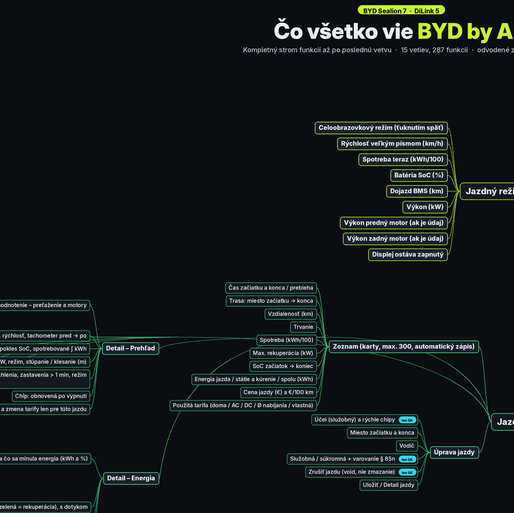 BYD Sealion 7 · DiLink 5
Čo všetko vie BYD by A
Kompletný strom funkcií až po poslednú vetvu · 15 vetiev, 287 funkcií · odvodené z
Celoobrazovkový režim (ťuknutím späť)
Rýchlosť veľkým písmom (km/h)
Spotreba teraz (kWh/100)
Batéria SoC (%)
Dojazd BMS (km)
Výkon (kW)
Výkon predný motor (ak je údaj)
Výkon zadný motor (ak je údaj)
Displej ostáva zapnutý
Jazdný reži
Čas začiatku a konca / prebieha
Trasa: miesto začiatku → konca
Vzdialenosť (km)
Trvanie
Spotreba (kWh/100)
Max. rekuperácia (kW)
SoC začiatok → koniec
Energia jazdy / státie a kúrenie / spolu (kWh)
Cena jazdy (€) a €/100 km
Použitá tarifa (doma / AC / DC / Ø nabíjania / vlastná)
Zoznam (karty, max. 300, automatický zápis)
hodnotenie – preťaženie a motory
rýchlosť, tachometer pred → po
pokles SoC, spotrebované
kWh
W, režim, stúpanie / klesanie (m)
chlenia, zastavenia > 1 min, režim
Chip: obnovená po vypnutí
a zmena tarify len pre túto jazdu
Detail – Prehľad
Účel (služobný) a rýchle chipy
Miesto začiatku a konca
Vodič
Služobná / súkromná + varovanie § 85n
Zrušiť jazdu (void, nie zmazanie)
Uložiť / Detail jazdy
Úprava jazdy
Jazd
a čo sa minula energia (kWh a %)
zelená = rekuperácia), s dotykom
Detail – Energia